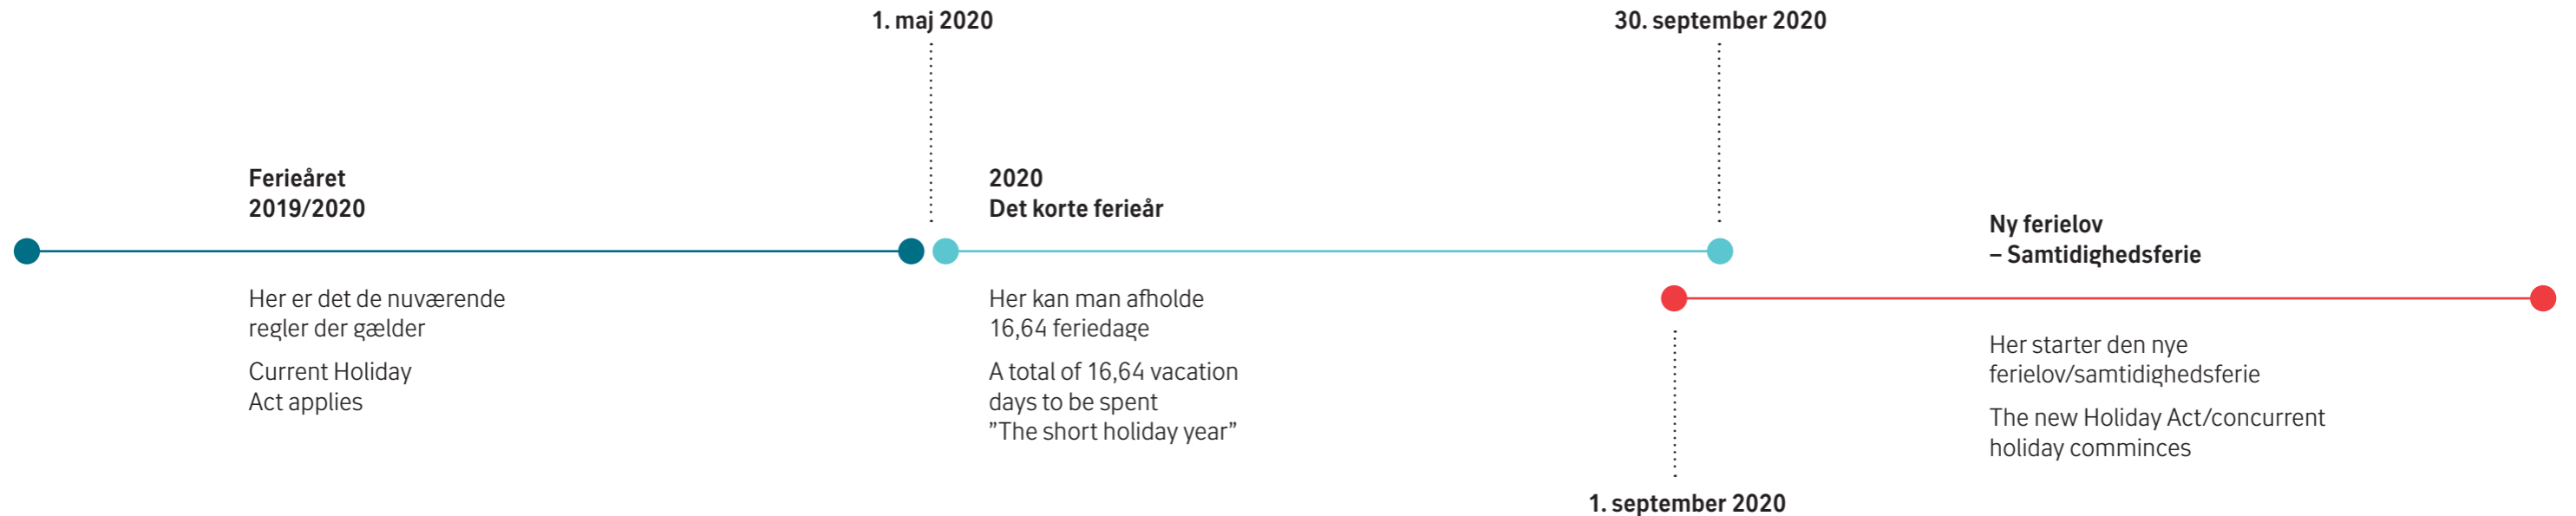 1. maj 2020
30. september 2020
Ferieåret
2019/2020
Her er det de nuværende
regler der gælder
Current Holiday
Act applies
2020
Det korte ferieår
Her kan man afholde
16,64 feriedage
A total of 16,64 vacation
days to be spent
”The short holiday year”
Ny ferielov
– Samtidighedsferie
Her starter den nye
ferielov/samtidighedsferie
The new Holiday Act/concurrent
holiday comminces
1. september 2020